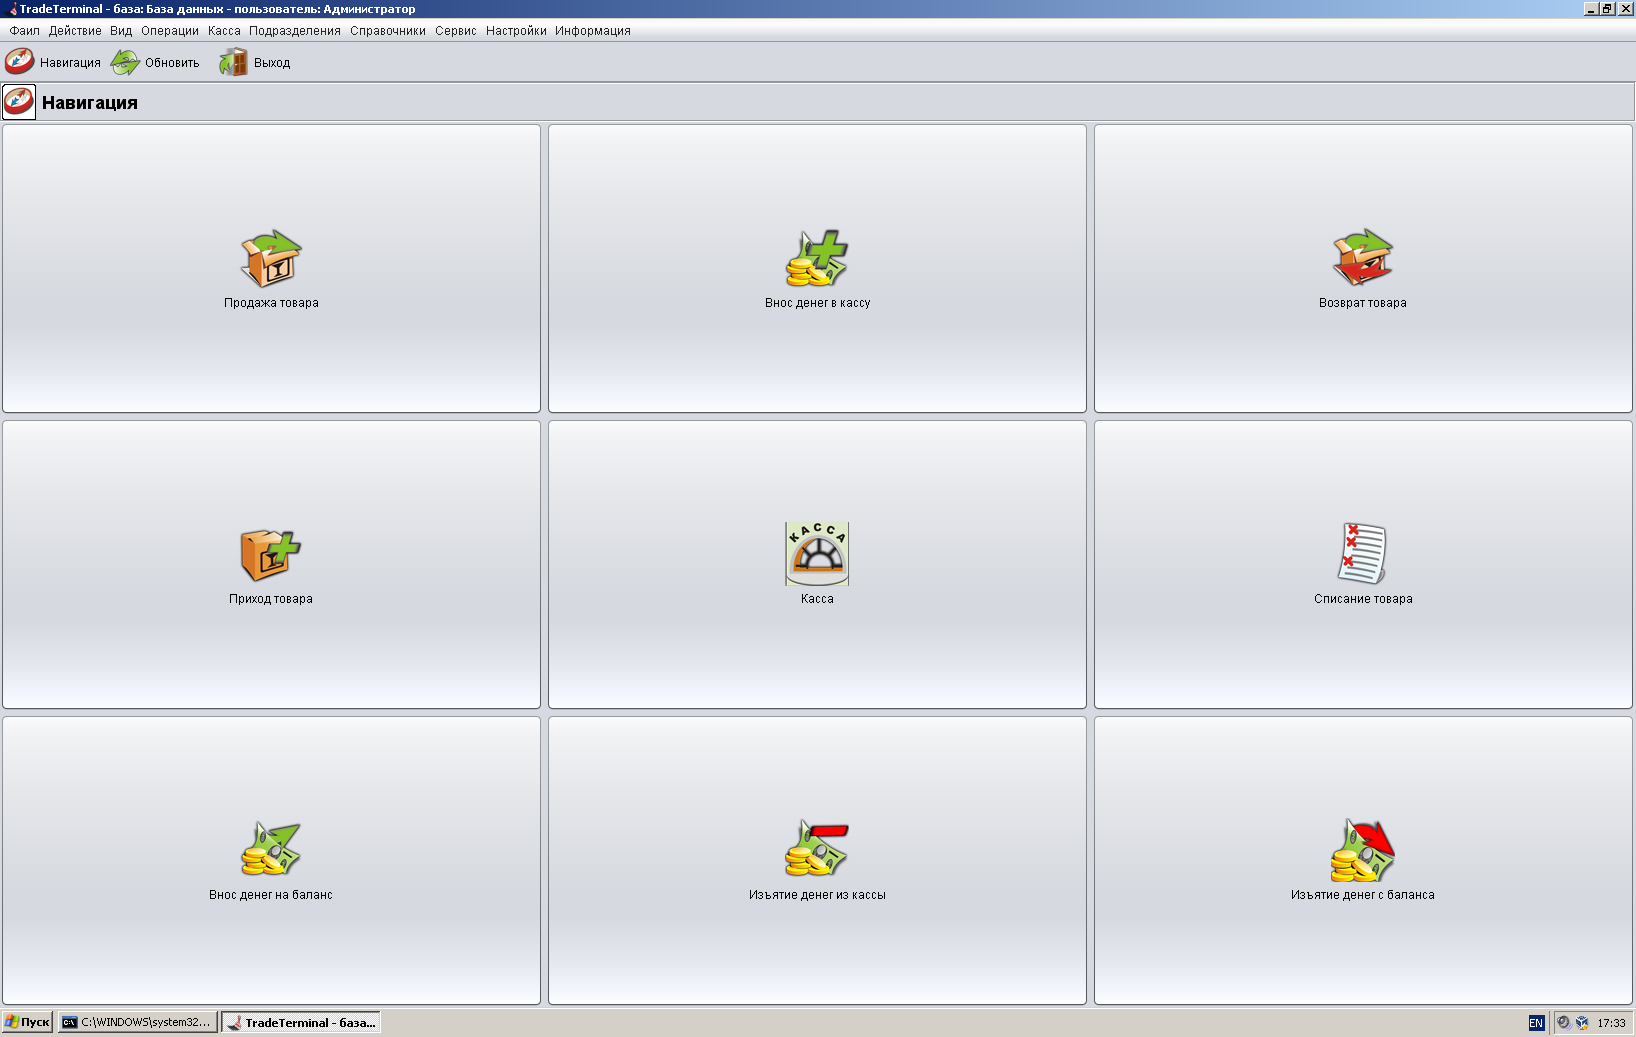 TradeTerminal - база: База данных - пользователь: Администратор
Файл Действие Вид Операции Касса Подразделения Справочники Сервис Настройки Информация
Навигация Обновить Выход
Навигация
Продажа товара
Внос денег в кассу
Возврат товара
Приход товара
КАССА
Касса
Списание товара
Внос денег на баланс
Изъятие денег из кассы
Изъятие денег с баланса
Пуск C:\WINDOWS\system32... TradeTerminal - база... EN 17:33